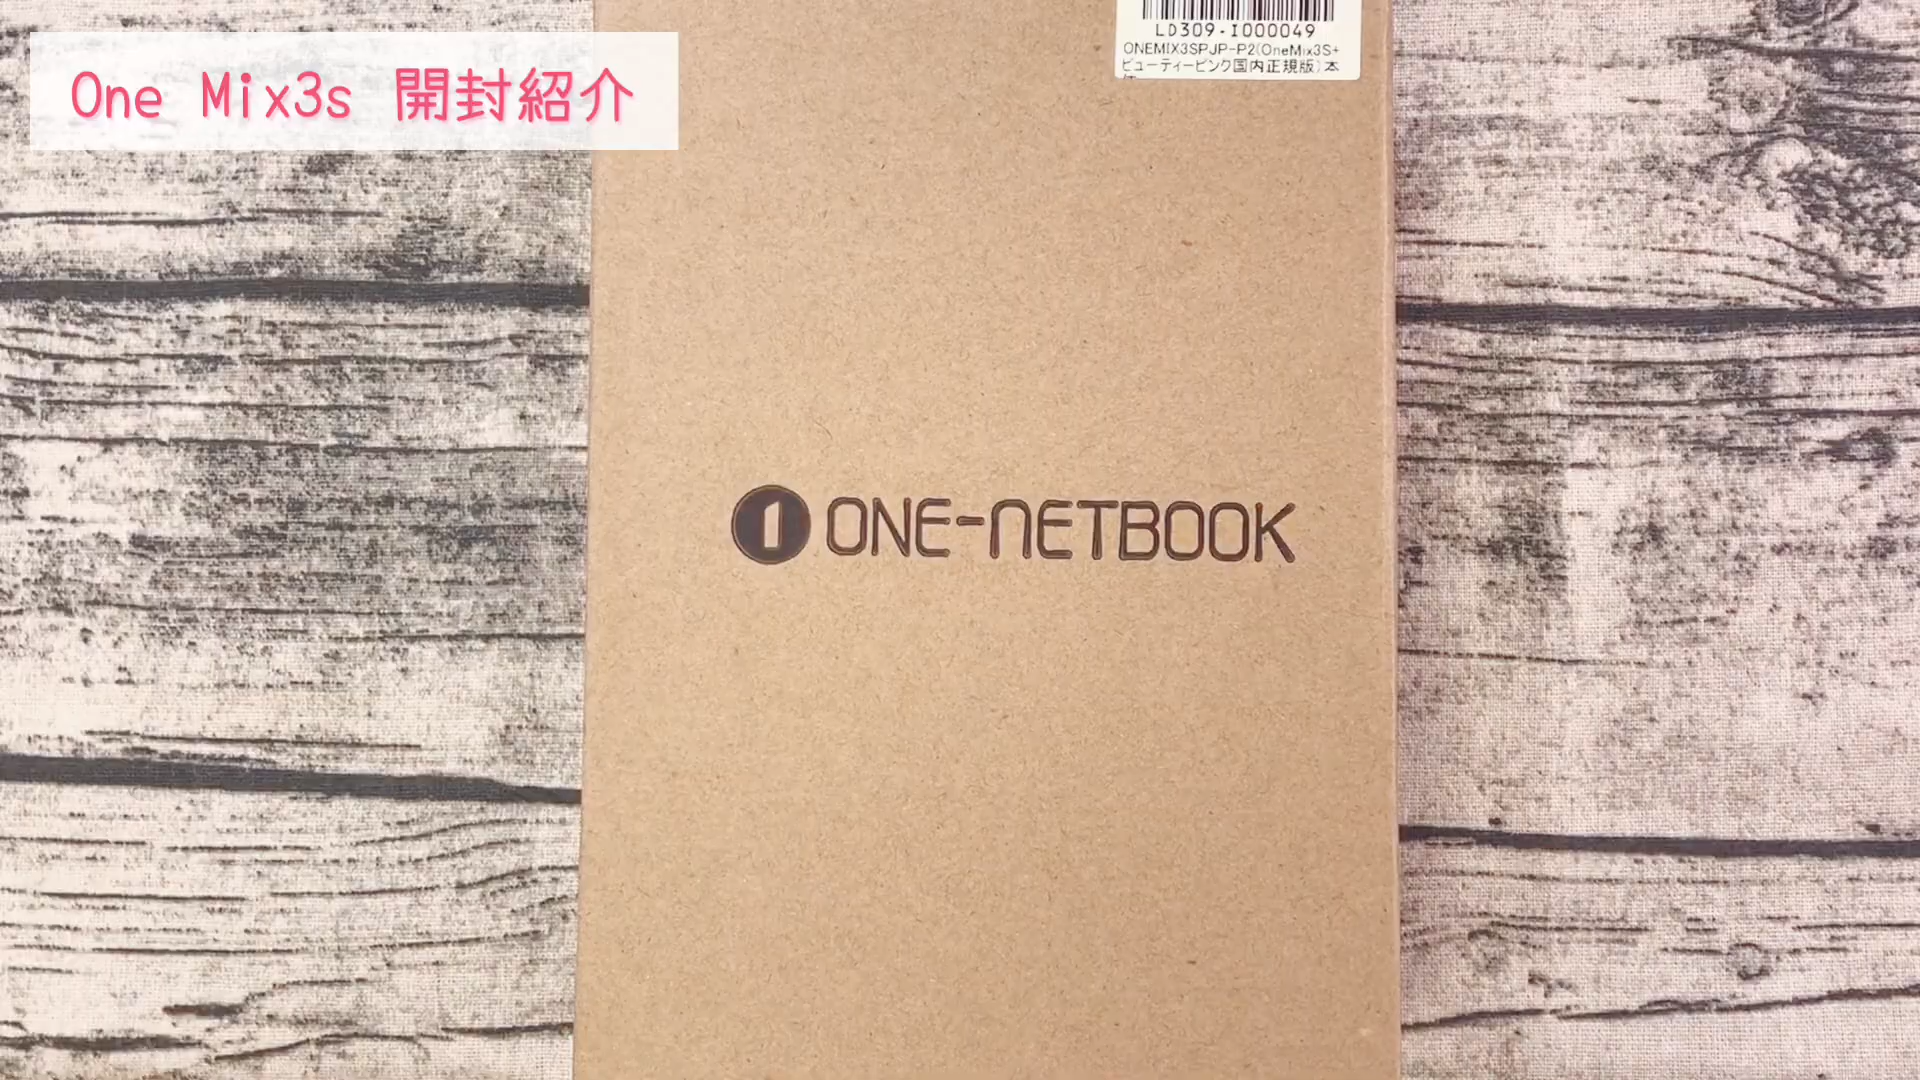 One Mix3s 開封紹介
LD309-I000049
ONEMIX3SPJP-P2(OneMix3S+
ビューティーピンク国内正規版)本
1 ONE-NETBOOK